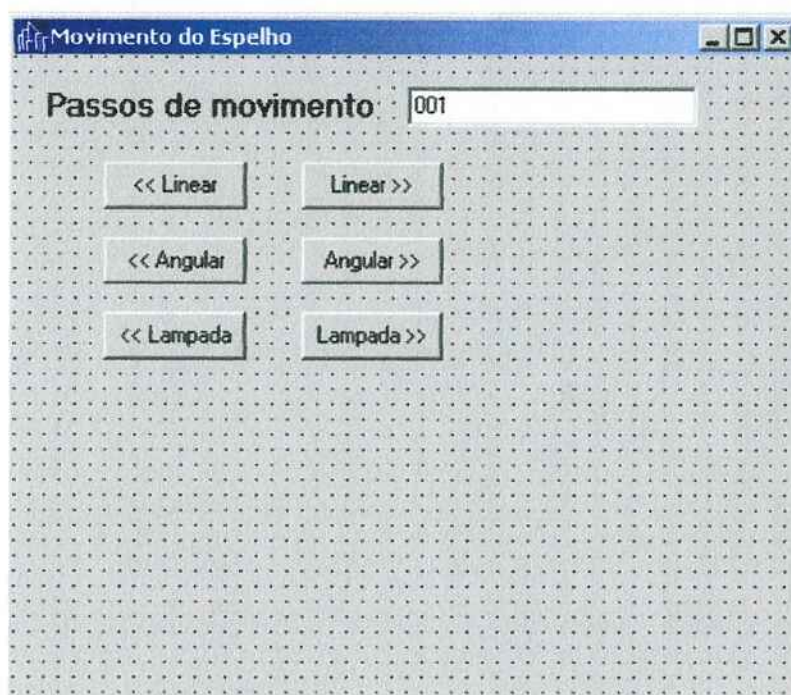 Movimento do Espelho
Passos de movimento 001
<< Linear Linear >>
<< Angular Angular >>
<< Lampada Lampada >>